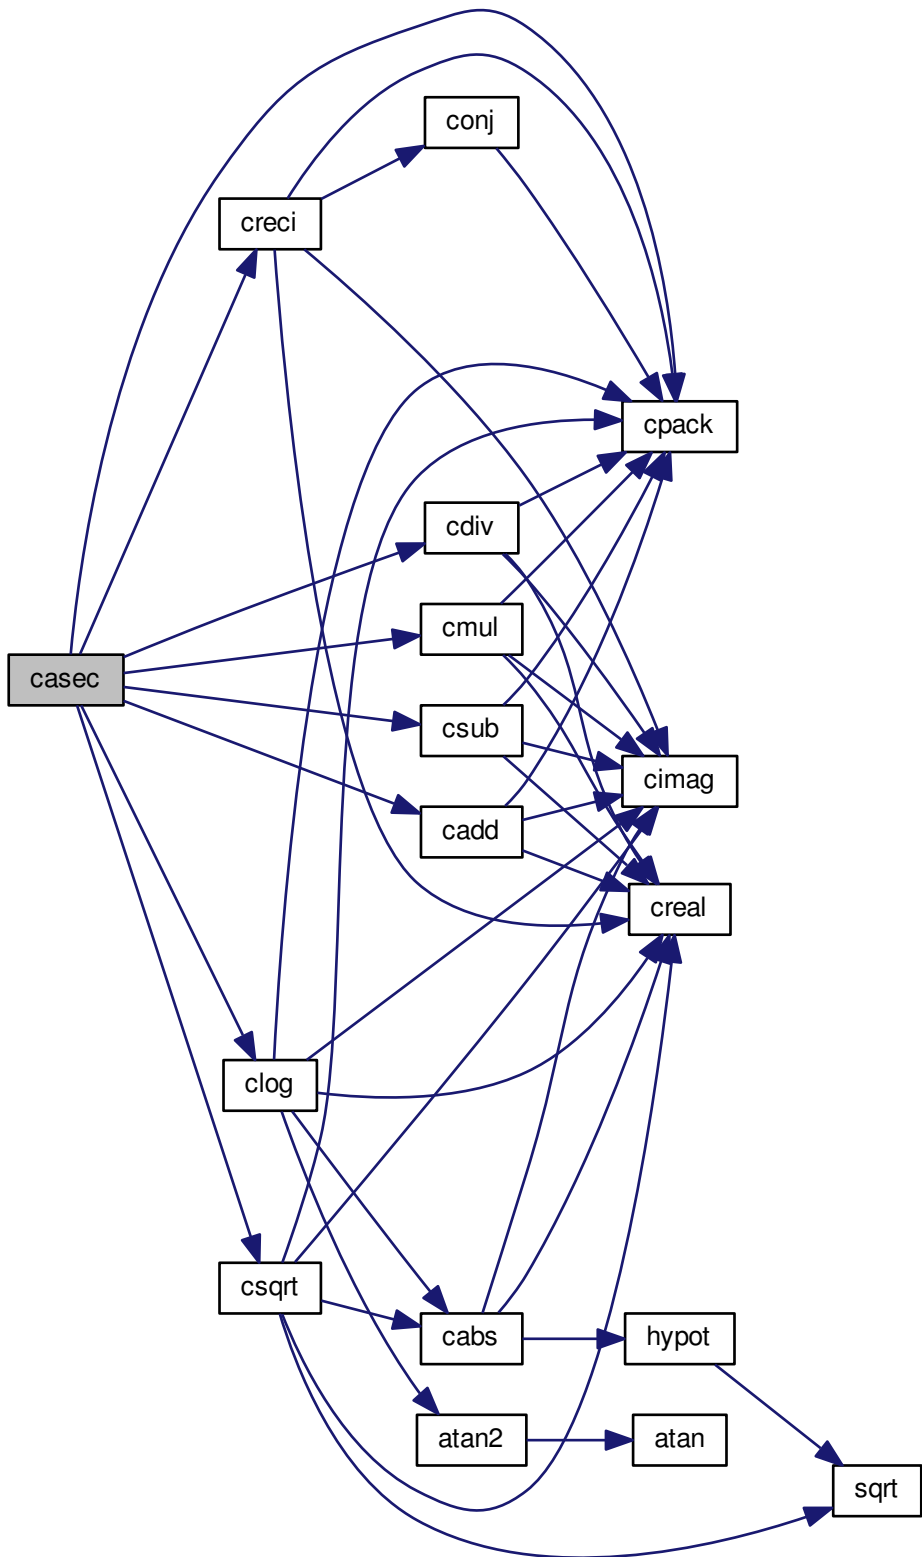 conj
creci
cpack
cdiv
cmul
casec
csub
cimag
cadd
creal
clog
csqrt
cabs
hypot
atan2
atan
sqrt